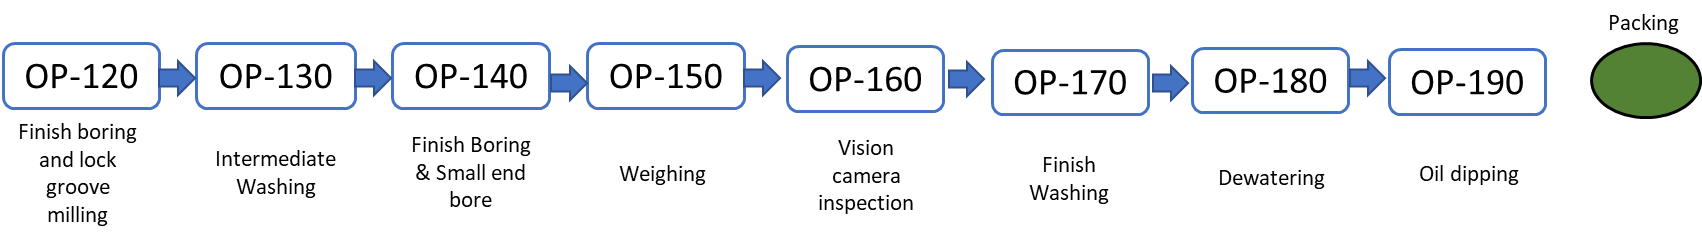 Packing
OP-120
OP-130
OP-140
OP-150
OP-160
OP-170
OP-180
OP-190
Finish boring
and lock
groove
milling
Intermediate
Washing
Finish Boring
& Small end
bore
Weighing
Vision
camera
inspection
Finish
Washing
Dewatering
Oil dipping